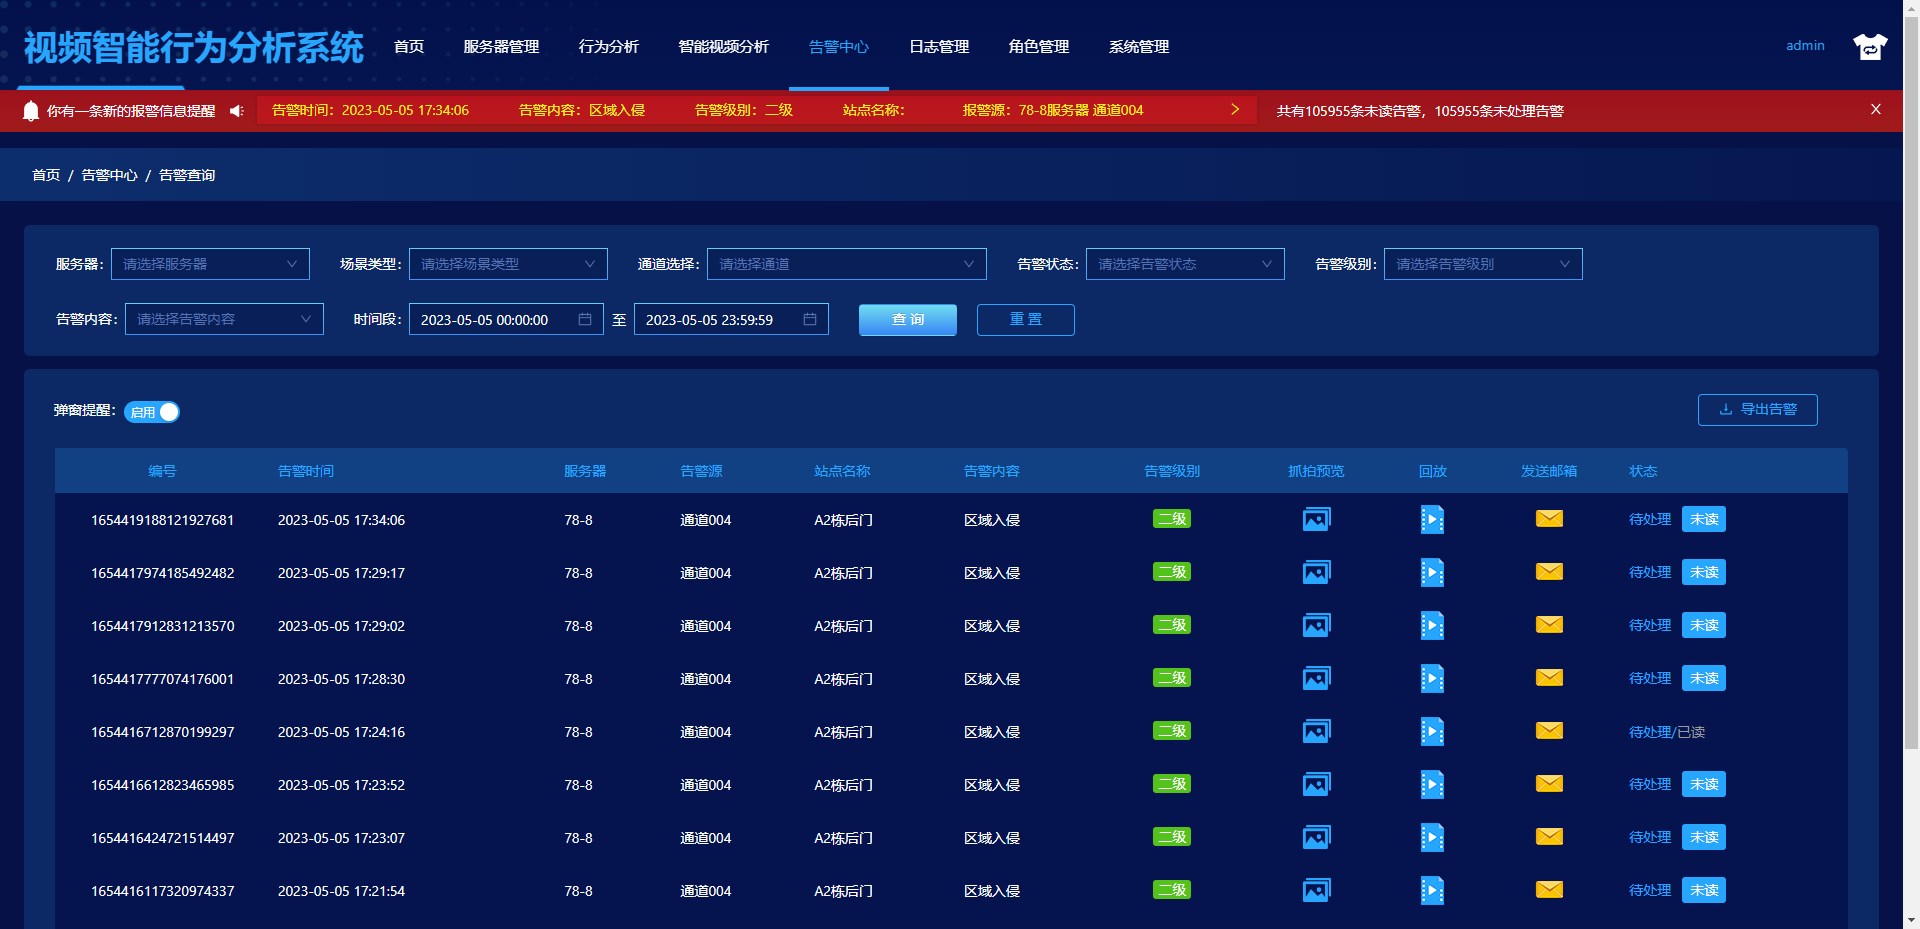 视频智能行为分析系统 首页 服务器管理 行为分析 智能视频分析 告警中心 日志管理 角色管理 系统管理 admin
你有一条新的报警信息提醒 告警时间：2023-05-05 17:34:06 告警内容：区域入侵 告警级别：二级 站点名称： 报警源：78-8服务器 通道004 共有105955条未读告警，105955条未处理告警 X
首页 / 告警中心 / 告警查询
服务器: 请选择服务器 场景类型: 请选择场景类型 通道选择: 请选择通道 告警状态: 请选择告警状态 告警级别: 请选择告警级别
告警内容: 请选择告警内容 时间段: 2023-05-05 00:00:00 至 2023-05-05 23:59:59 查 询 重 置
弹窗提醒: 启用 导出告警
编号 告警时间 服务器 告警源 站点名称 告警内容 告警级别 抓拍预览 回放 发送邮箱 状态
1654419188121927681 2023-05-05 17:34:06 78-8 通道004 A2栋后门 区域入侵 二级 待处理 未读
1654417974185492482 2023-05-05 17:29:17 78-8 通道004 A2栋后门 区域入侵 二级 待处理 未读
1654417912831213570 2023-05-05 17:29:02 78-8 通道004 A2栋后门 区域入侵 二级 待处理 未读
1654417777074176001 2023-05-05 17:28:30 78-8 通道004 A2栋后门 区域入侵 二级 待处理 未读
1654416712870199297 2023-05-05 17:24:16 78-8 通道004 A2栋后门 区域入侵 二级 待处理/已读
1654416612823465985 2023-05-05 17:23:52 78-8 通道004 A2栋后门 区域入侵 二级 待处理 未读
1654416424721514497 2023-05-05 17:23:07 78-8 通道004 A2栋后门 区域入侵 二级 待处理 未读
1654416117320974337 2023-05-05 17:21:54 78-8 通道004 A2栋后门 区域入侵 二级 待处理 未读